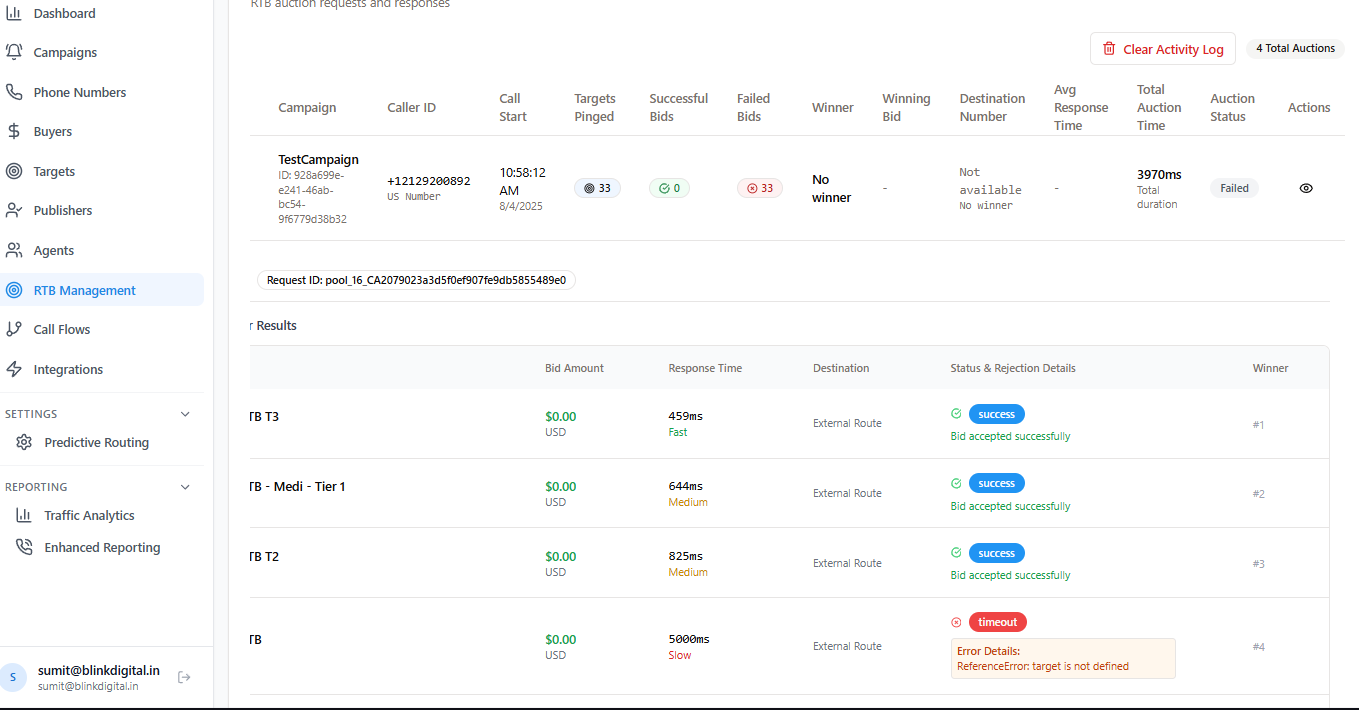 Dashboard
Campaigns
Phone Numbers
Buyers
Targets
Publishers
Agents
RTB Management
Call Flows
Integrations
SETTINGS
Predictive Routing
REPORTING
Traffic Analytics
Enhanced Reporting
S
sumit@blinkdigital.in
sumit@blinkdigital.in
RTB auction requests and responses
Clear Activity Log
4 Total Auctions
Campaign
Caller ID
Call
Start
Targets
Pinged
Successful
Bids
Failed
Bids
Winner
Winning
Bid
Destination
Number
Avg
Response
Time
Total
Auction
Time
Auction
Status
Actions
TestCampaign
ID: 928a699e-
e241-46ab-
bc54-
9f6779d38b32
+12129200892
US Number
10:58:12
AM
8/4/2025
33
0
33
No
winner
-
Not
available
No winner
-
3970ms
Total
duration
Failed
Request ID: pool_16_CA2079023a3d5f0ef907fe9db5855489e0
r Results
Bid Amount
Response Time
Destination
Status & Rejection Details
Winner
TB T3
$0.00
USD
459ms
Fast
External Route
success
Bid accepted successfully
#1
TB - Medi - Tier 1
$0.00
USD
644ms
Medium
External Route
success
Bid accepted successfully
#2
TB T2
$0.00
USD
825ms
Medium
External Route
success
Bid accepted successfully
#3
TB
$0.00
USD
5000ms
Slow
External Route
timeout
Error Details:
ReferenceError: target is not defined
#4